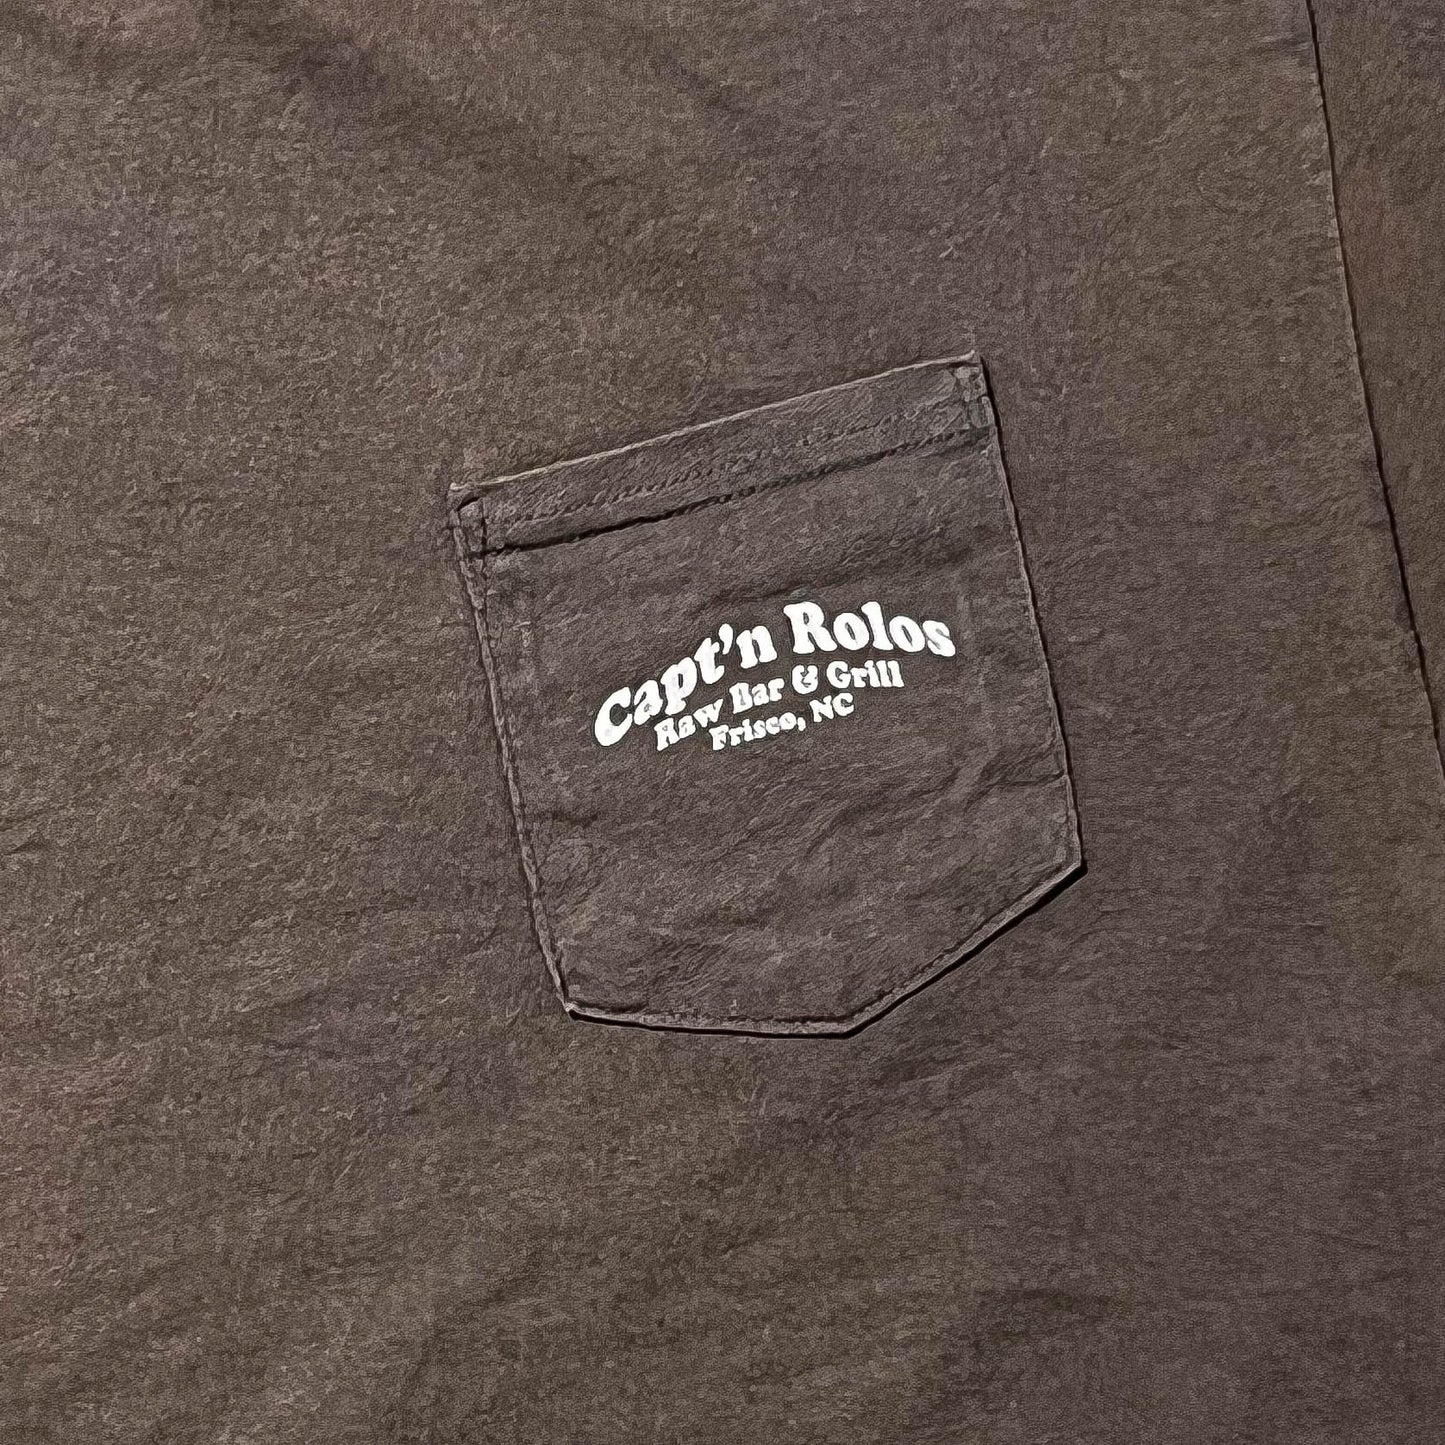 Capt'n Rolos
Raw Bar & Grill
Frisco, NC